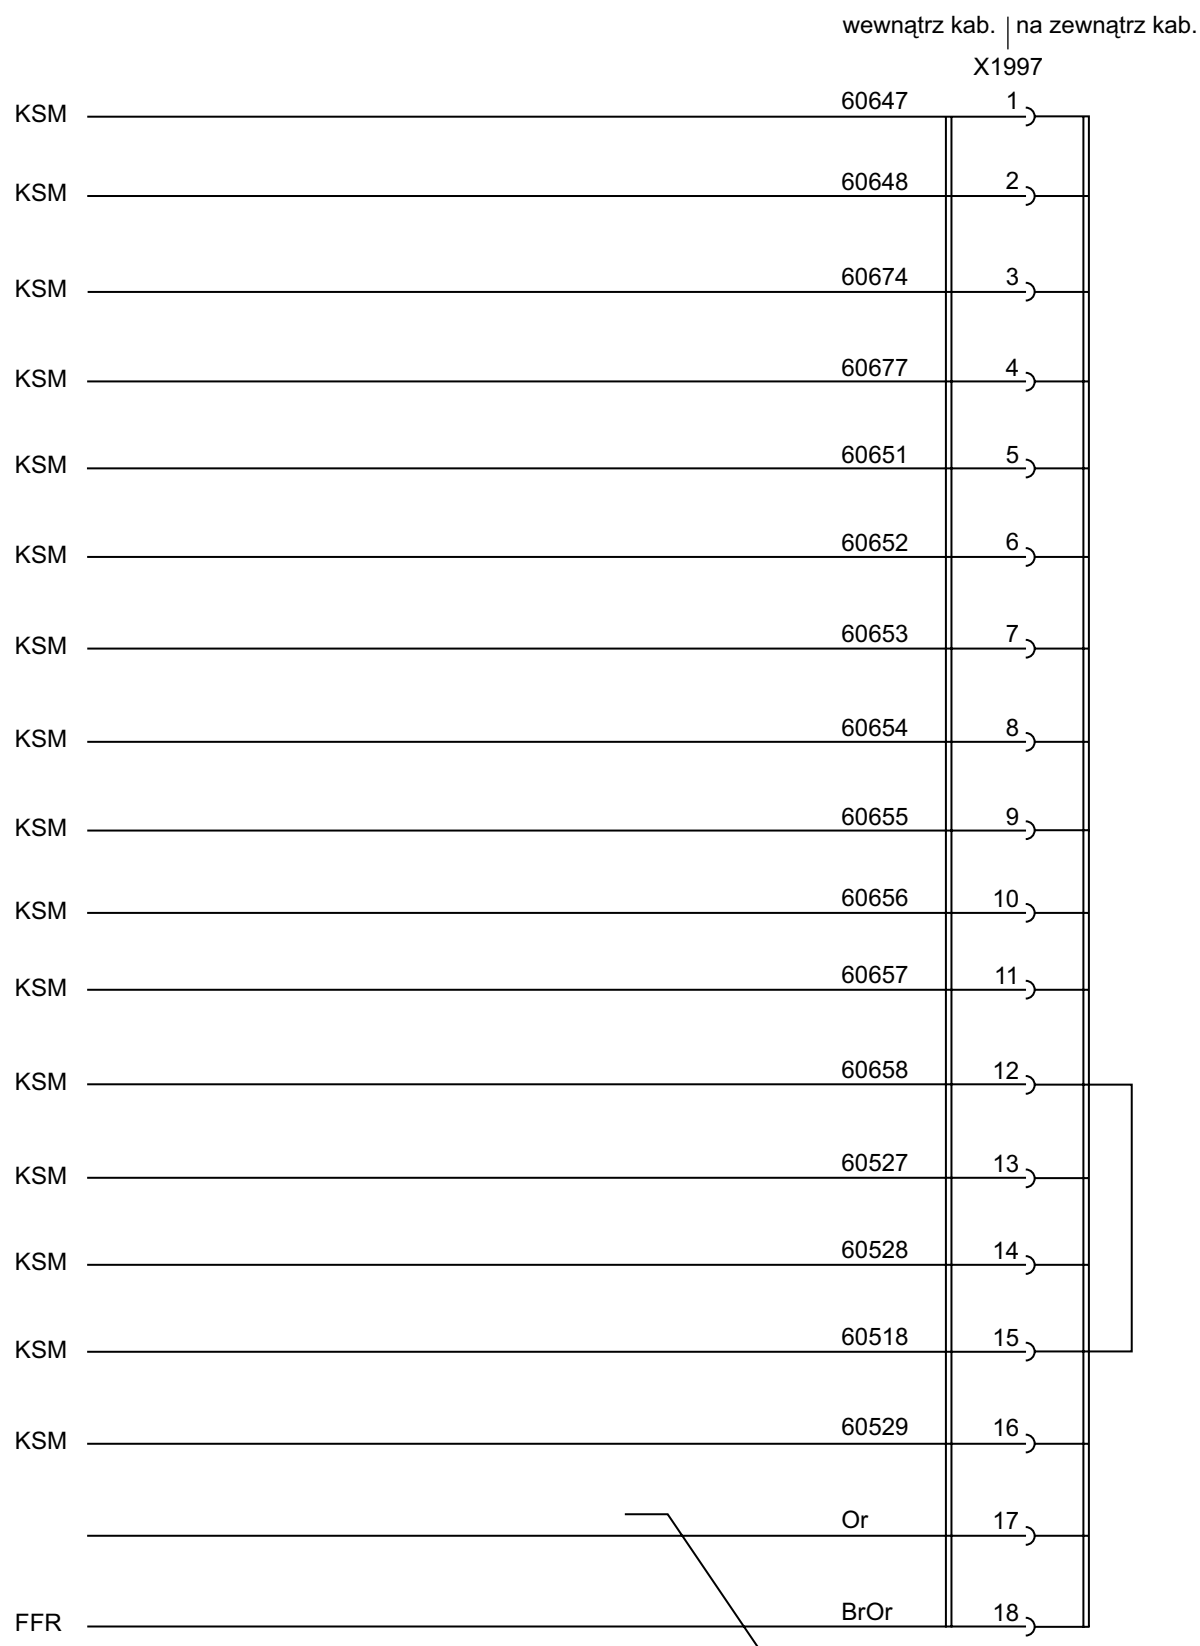 wewnątrz kab. na zewnątrz kab.
X1997
KSM 60647 1
KSM 60648 2
KSM 60674 3
KSM 60677 4
KSM 60651 5
KSM 60652 6
KSM 60653 7
KSM 60654 8
KSM 60655 9
KSM 60656 10
KSM 60657 11
KSM 60658 12
KSM 60527 13
KSM 60528 14
KSM 60518 15
KSM 60529 16
Or 17
FFR BrOr 18